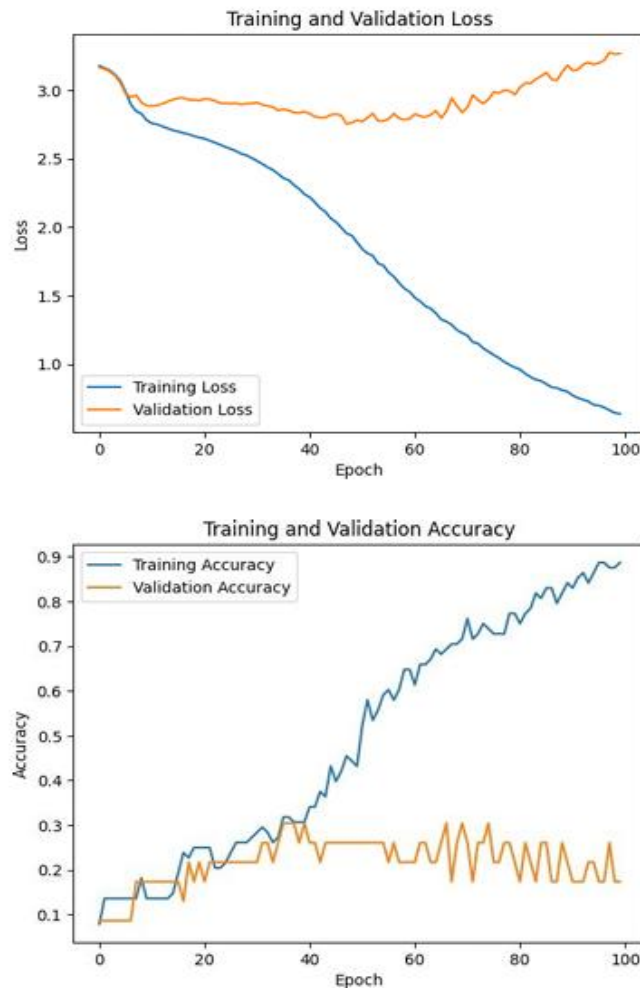 Training and Validation Loss
3.0
2.5
2.0
1.5
1.0
Loss
Training Loss
Validation Loss
0 20 40 60 80 100
Epoch
Training and Validation Accuracy
0.9
0.8
0.7
0.6
0.5
0.4
0.3
0.2
0.1
Accuracy
Training Accuracy
Validation Accuracy
0 20 40 60 80 100
Epoch